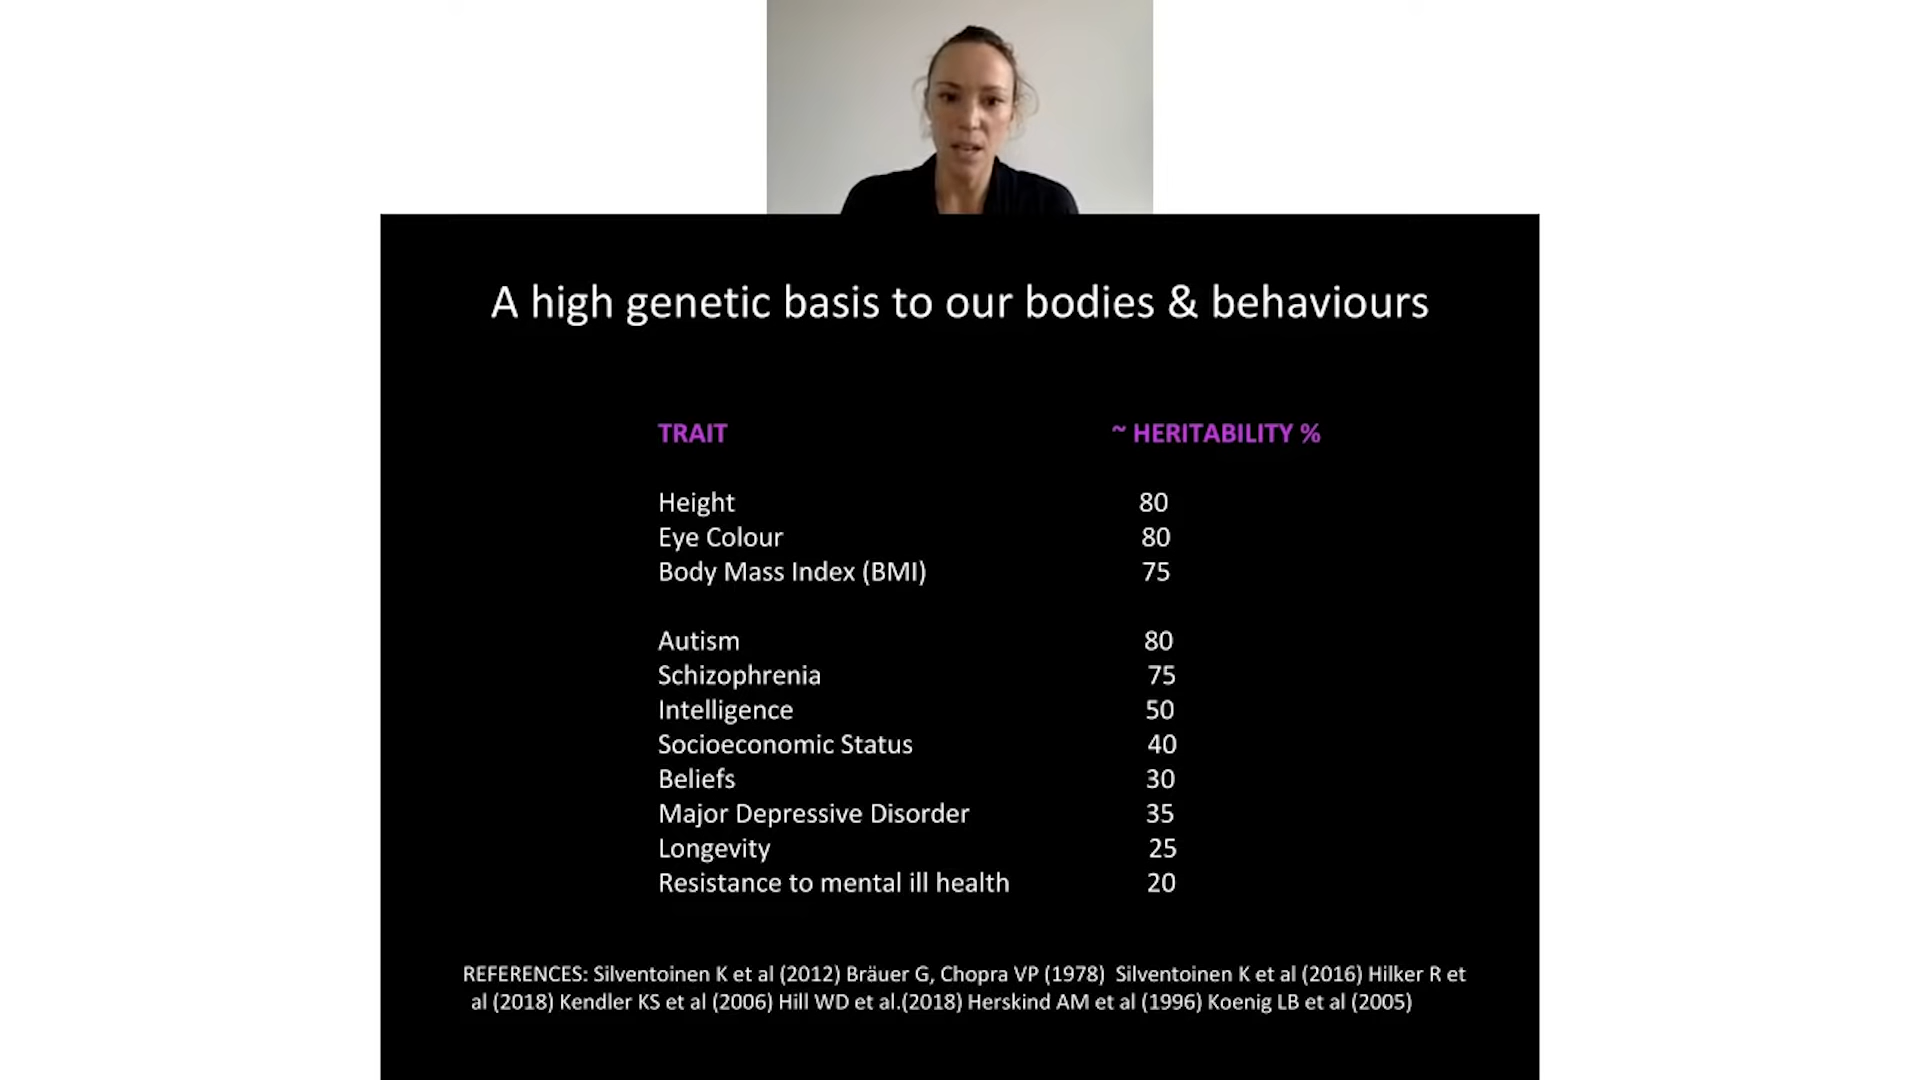 A high genetic basis to our bodies & behaviours
TRAIT ~ HERITABILITY %
Height 80
Eye Colour 80
Body Mass Index (BMI) 75
Autism 80
Schizophrenia 75
Intelligence 50
Socioeconomic Status 40
Beliefs 30
Major Depressive Disorder 35
Longevity 25
Resistance to mental ill health 20
REFERENCES: Silventoinen K et al (2012) Bräuer G, Chopra VP (1978)  Silventoinen K et al (2016) Hilker R et
al (2018) Kendler KS et al (2006) Hill WD et al.(2018) Herskind AM et al (1996) Koenig LB et al (2005)